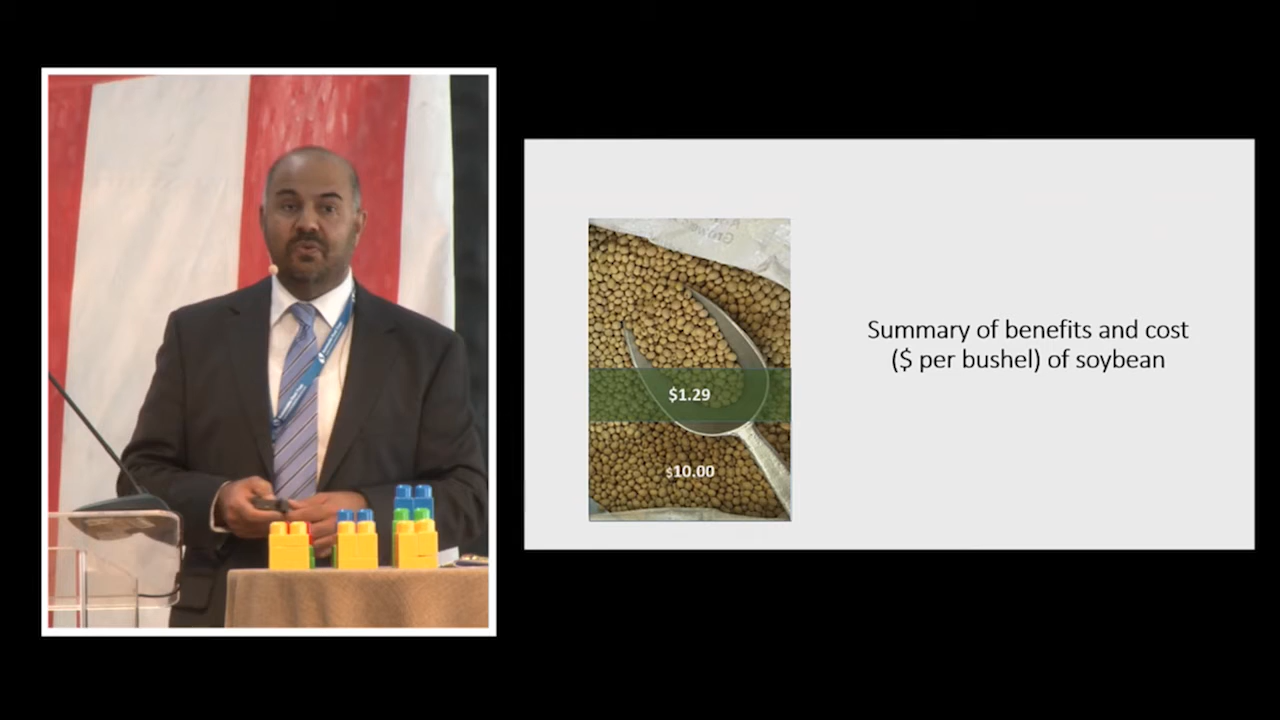 Summary of benefits and cost
($ per bushel) of soybean
$1.29
$10.00